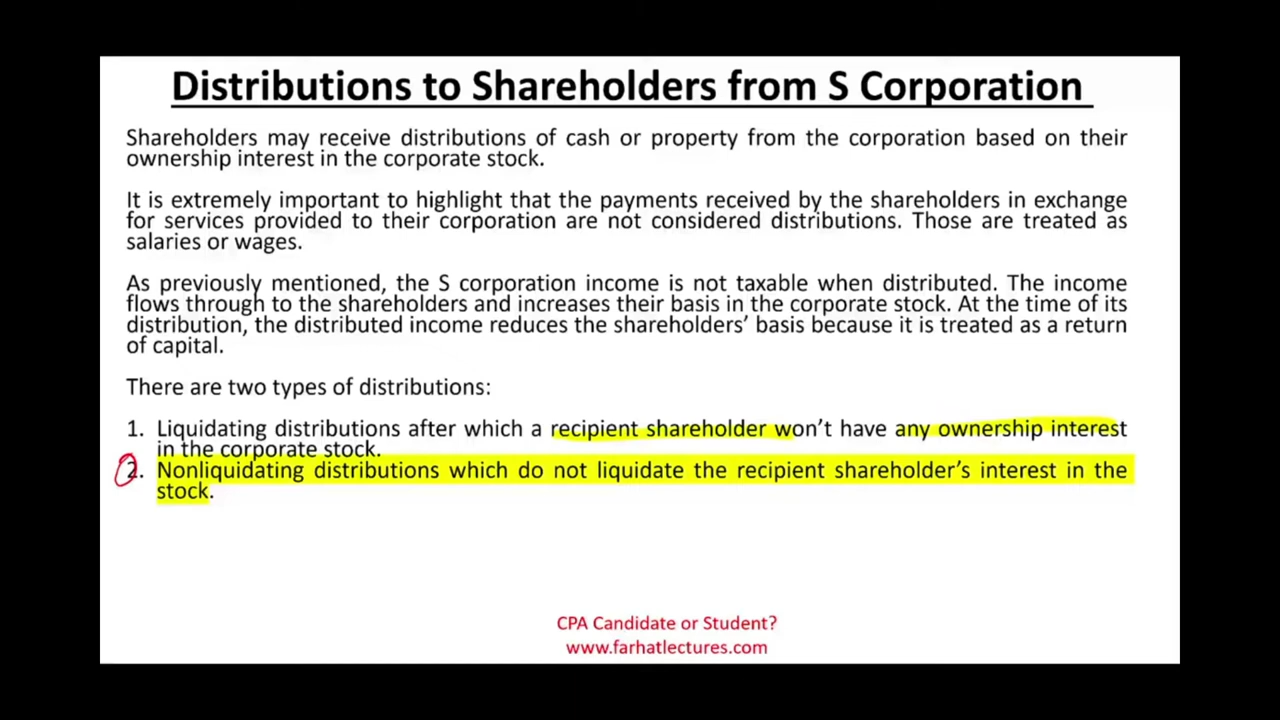 Distributions to Shareholders from S Corporation
Shareholders may receive distributions of cash or property from the corporation based on their
ownership interest in the corporate stock.
It is extremely important to highlight that the payments received by the shareholders in exchange
for services provided to their corporation are not considered distributions. Those are treated as
salaries or wages.
As previously mentioned, the S corporation income is not taxable when distributed. The income
flows through to the shareholders and increases their basis in the corporate stock. At the time of its
distribution, the distributed income reduces the shareholders’ basis because it is treated as a return
of capital.
There are two types of distributions:
1. Liquidating distributions after which a recipient shareholder won’t have any ownership interest
in the corporate stock.
2. Nonliquidating distributions which do not liquidate the recipient shareholder’s interest in the
stock.
CPA Candidate or Student?
www.farhatlectures.com